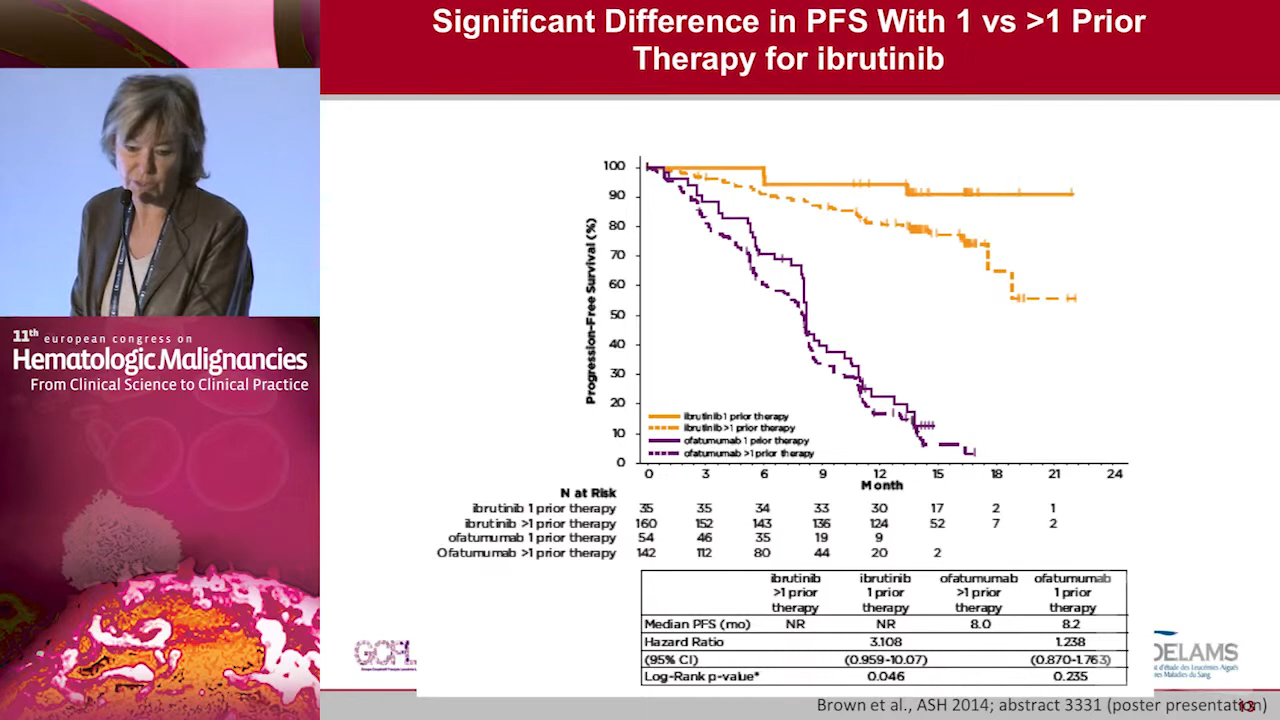 Significant Difference in PFS With 1 vs >1 Prior
Therapy for ibrutinib
11th european congress on
Hematologic Malignancies
From Clinical Science to Clinical Practice
Progression-Free Survival (%)
100
90
80
70
60
50
40
30
20
10
0
ibrutinib 1 prior therapy
ibrutinib >1 prior therapy
ofatumumab 1 prior therapy
ofatumumab >1 prior therapy
0 3 6 9 12 15 18 21 24
Month
N at Risk
ibrutinib 1 prior therapy 35 35 34 33 30 17 2 1
ibrutinib >1 prior therapy 160 152 143 136 124 52 7 2
ofatumumab 1 prior therapy 54 46 35 19 9
Ofatumumab >1 prior therapy 142 112 80 44 20 2
ibrutinib ibrutinib ofatumumab ofatumumab
>1 prior 1 prior >1 prior 1 prior
therapy therapy therapy therapy
Median PFS (mo) NR NR 8.0 8.2
Hazard Ratio 3.108 1.238
(95% CI) (0.959-10.07) (0.870-1.763)
Log-Rank p-value* 0.046 0.235
GOFL
DELAMS
Brown et al., ASH 2014; abstract 3331 (poster presentation)
13